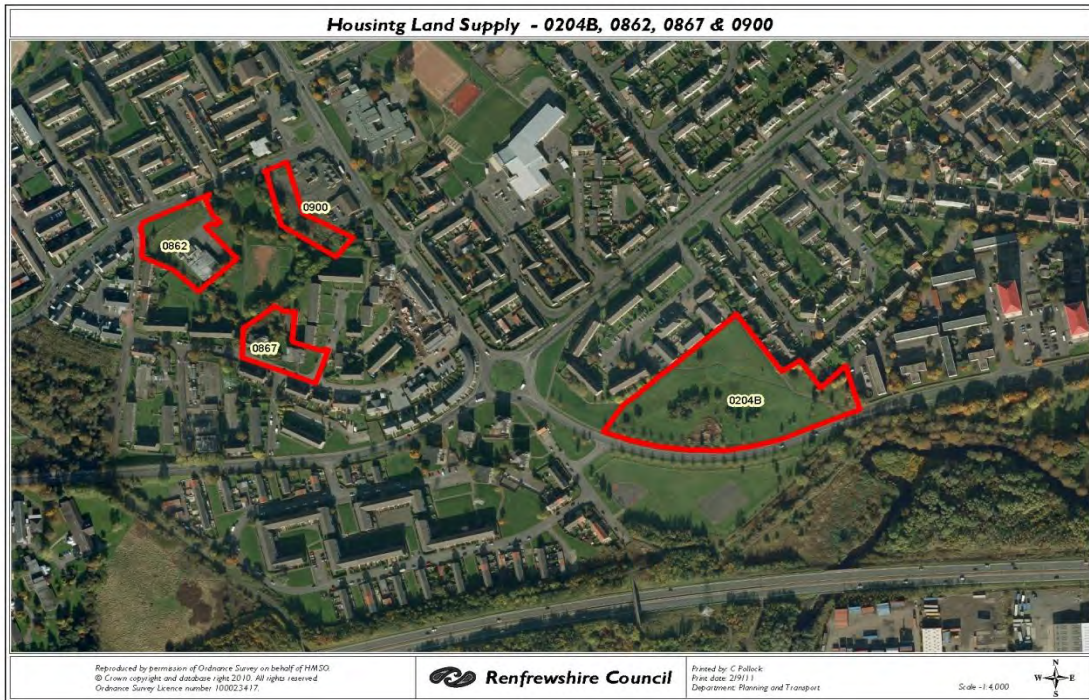 Housintg Land Supply - 0204B, 0862, 0867 & 0900
0900
0862
0867
0204B
Reproduced by permission of Ordnance Survey on behalf of HMSO.
© Crown copyright and database right 2010. All rights reserved
Ordnance Survey Licence number 100023417.
Renfrewshire Council
Printed by: C Pollock
Print date: 2/9/11
Department: Planning and Transport
Scale -1:4,000
N
W E
S